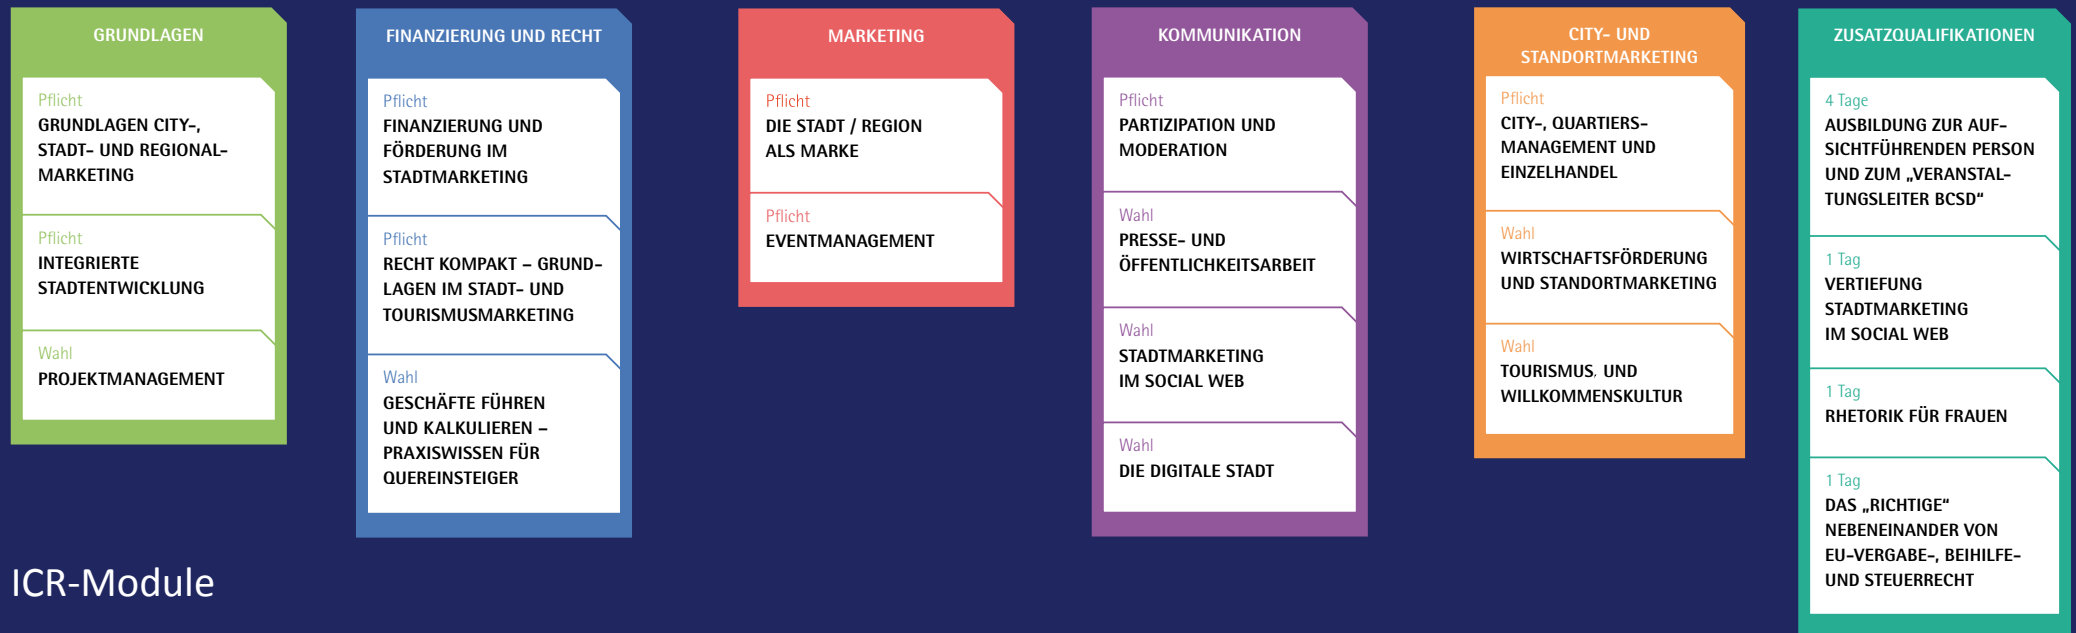 GRUNDLAGEN
Pflicht
GRUNDLAGEN CITY-,
STADT- UND REGIONAL-
MARKETING
Pflicht
INTEGRIERTE
STADTENTWICKLUNG
Wahl
PROJEKTMANAGEMENT
FINANZIERUNG UND RECHT
Pflicht
FINANZIERUNG UND
FÖRDERUNG IM
STADTMARKETING
Pflicht
RECHT KOMPAKT – GRUND-
LAGEN IM STADT- UND
TOURISMUSMARKETING
Wahl
GESCHÄFTE FÜHREN
UND KALKULIEREN –
PRAXISWISSEN FÜR
QUEREINSTEIGER
MARKETING
Pflicht
DIE STADT / REGION
ALS MARKE
Pflicht
EVENTMANAGEMENT
KOMMUNIKATION
Pflicht
PARTIZIPATION UND
MODERATION
Wahl
PRESSE- UND
ÖFFENTLICHKEITSARBEIT
Wahl
STADTMARKETING
IM SOCIAL WEB
Wahl
DIE DIGITALE STADT
CITY- UND
STANDORTMARKETING
Pflicht
CITY-, QUARTIERS-
MANAGEMENT UND
EINZELHANDEL
Wahl
WIRTSCHAFTSFÖRDERUNG
UND STANDORTMARKETING
Wahl
TOURISMUS, UND
WILLKOMMENSKULTUR
ZUSATZQUALIFIKATIONEN
4 Tage
AUSBILDUNG ZUR AUF-
SICHTFÜHRENDEN PERSON
UND ZUM „VERANSTAL-
TUNGSLEITER BCSD“
1 Tag
VERTIEFUNG
STADTMARKETING
IM SOCIAL WEB
1 Tag
RHETORIK FÜR FRAUEN
1 Tag
DAS „RICHTIGE“
NEBENEINANDER VON
EU-VERGABE-, BEIHILFE-
UND STEUERRECHT
ICR-Module